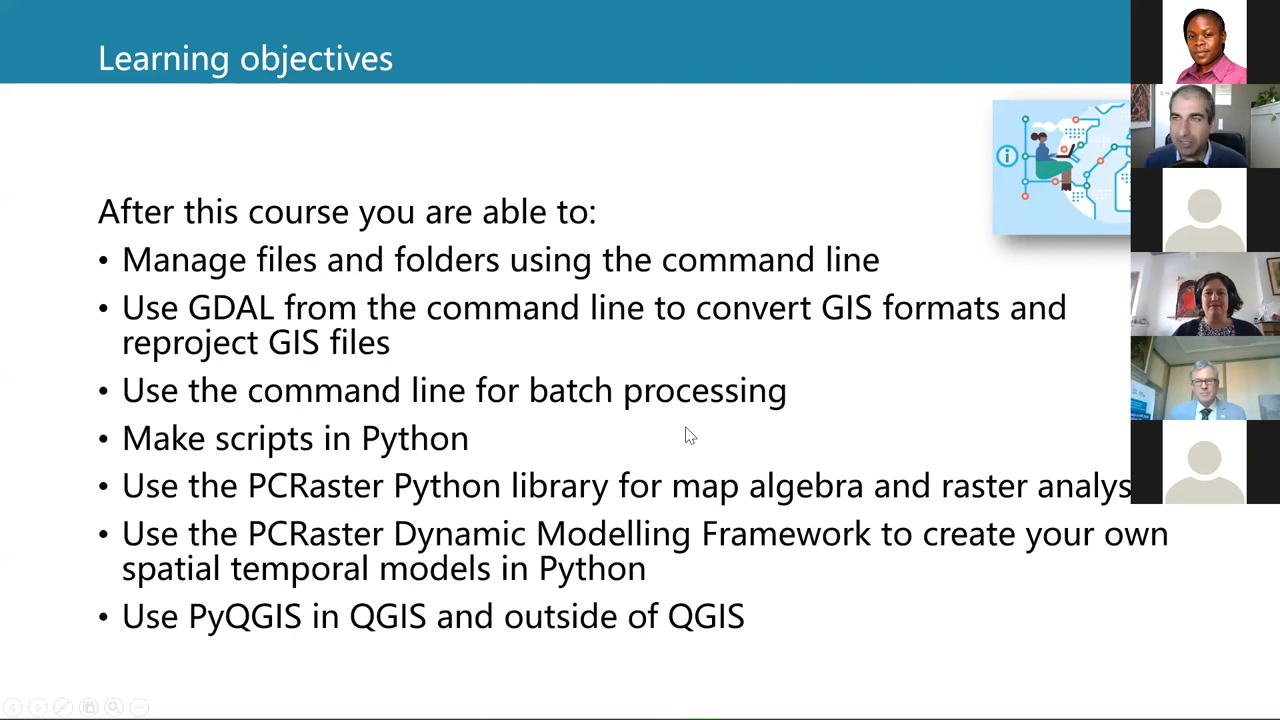 Learning objectives
After this course you are able to:
• Manage files and folders using the command line
• Use GDAL from the command line to convert GIS formats and
reproject GIS files
• Use the command line for batch processing
• Make scripts in Python
• Use the PCRaster Python library for map algebra and raster analys
• Use the PCRaster Dynamic Modelling Framework to create your own
spatial temporal models in Python
• Use PyQGIS in QGIS and outside of QGIS